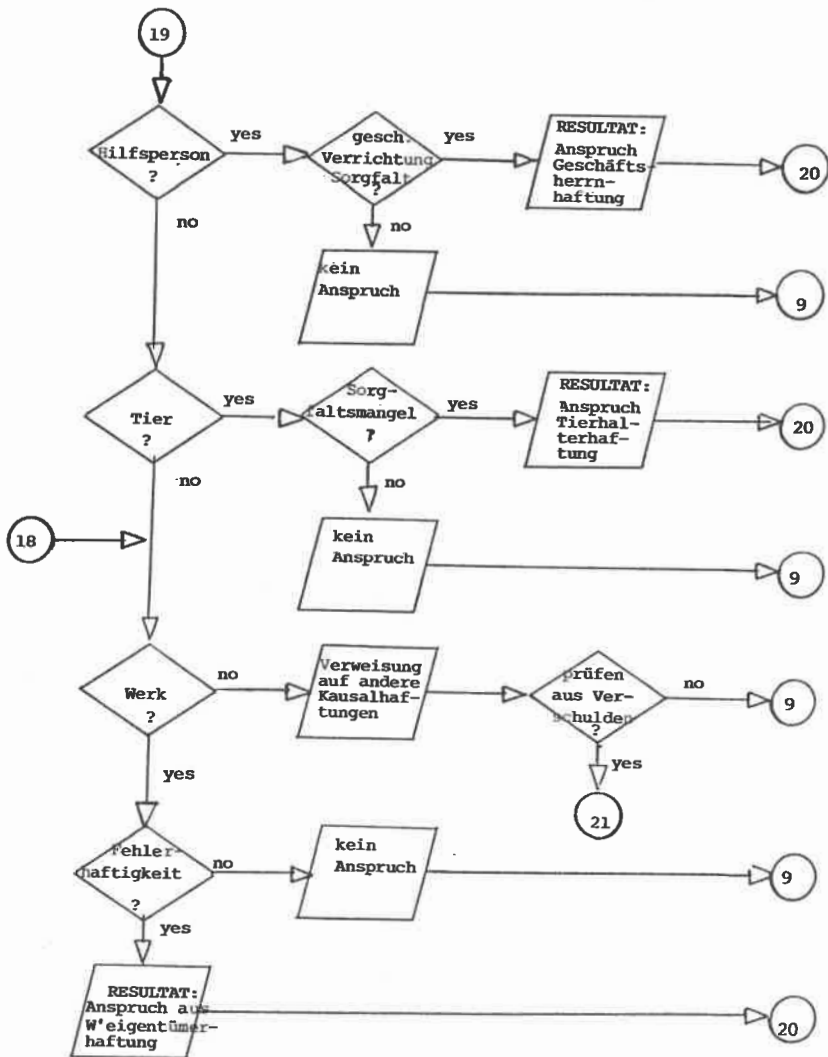 19
Hilfsperson
?
yes
gesch.
Verrichtung
Sorgfalt
?
yes
RESULTAT:
Anspruch
Geschäfts-
herrn-
haftung
20
no
no
kein
Anspruch
9
Tier
?
yes
Sorg-
faltsmangel
?
yes
RESULTAT:
Anspruch
Tierhal-
terhaf-
tung
20
no
no
18
kein
Anspruch
9
Werk
?
no
Verweisung
auf andere
Kausalhaf-
tungen
prüfen
aus Ver-
schulden
?
no
9
yes
yes
21
Fehler-
haftigkeit
?
no
kein
Anspruch
9
yes
RESULTAT:
Anspruch aus
W'eigentümer-
haftung
20